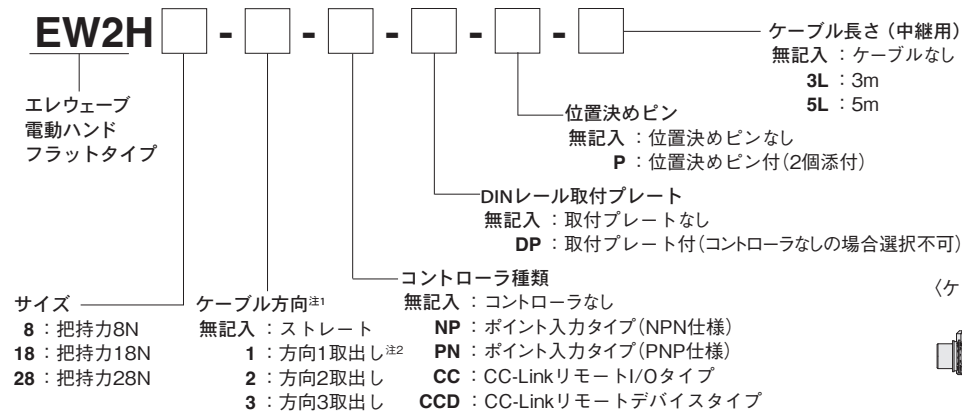 EW2H - - - - -
ケーブル長さ（中継用）
無記入：ケーブルなし
3L：3m
5L：5m
エレウェーブ
電動ハンド
フラットタイプ
位置決めピン
無記入：位置決めピンなし
P：位置決めピン付（2個添付）
DINレール取付プレート
無記入：取付プレートなし
DP：取付プレート付（コントローラなしの場合選択不可）
コントローラ種類
無記入：コントローラなし
NP：ポイント入力タイプ（NPN仕様）
PN：ポイント入力タイプ（PNP仕様）
CC：CC-LinkリモートI/Oタイプ
CCD：CC-Linkリモートデバイスタイプ
ケーブル方向注1
無記入：ストレート
1：方向1取出し注2
2：方向2取出し
3：方向3取出し
サイズ
8：把持力8N
18：把持力18N
28：把持力28N
〈ケ